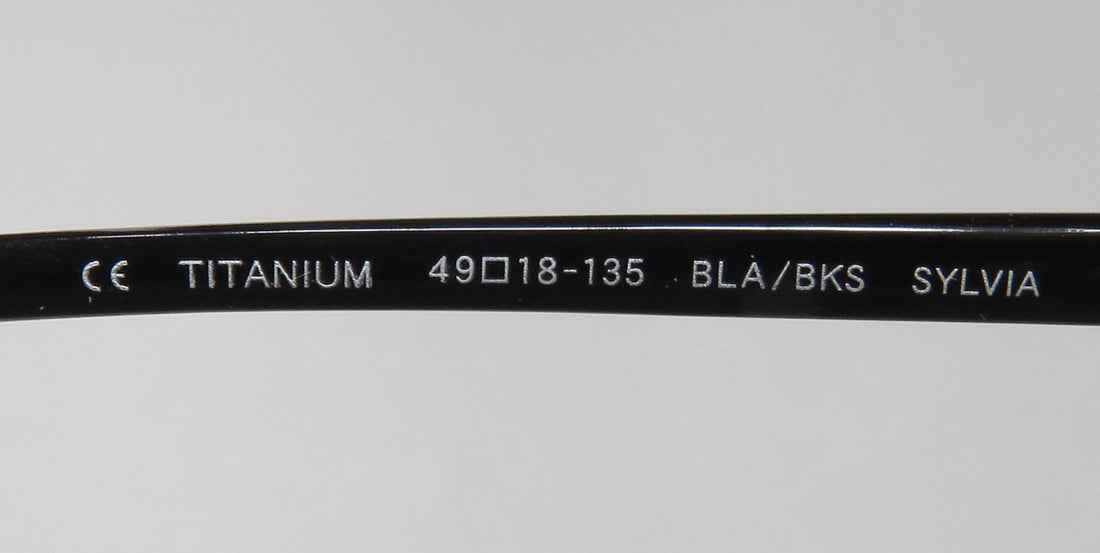 CE TITANIUM 49□18-135 BLA/BKS SYLVIA